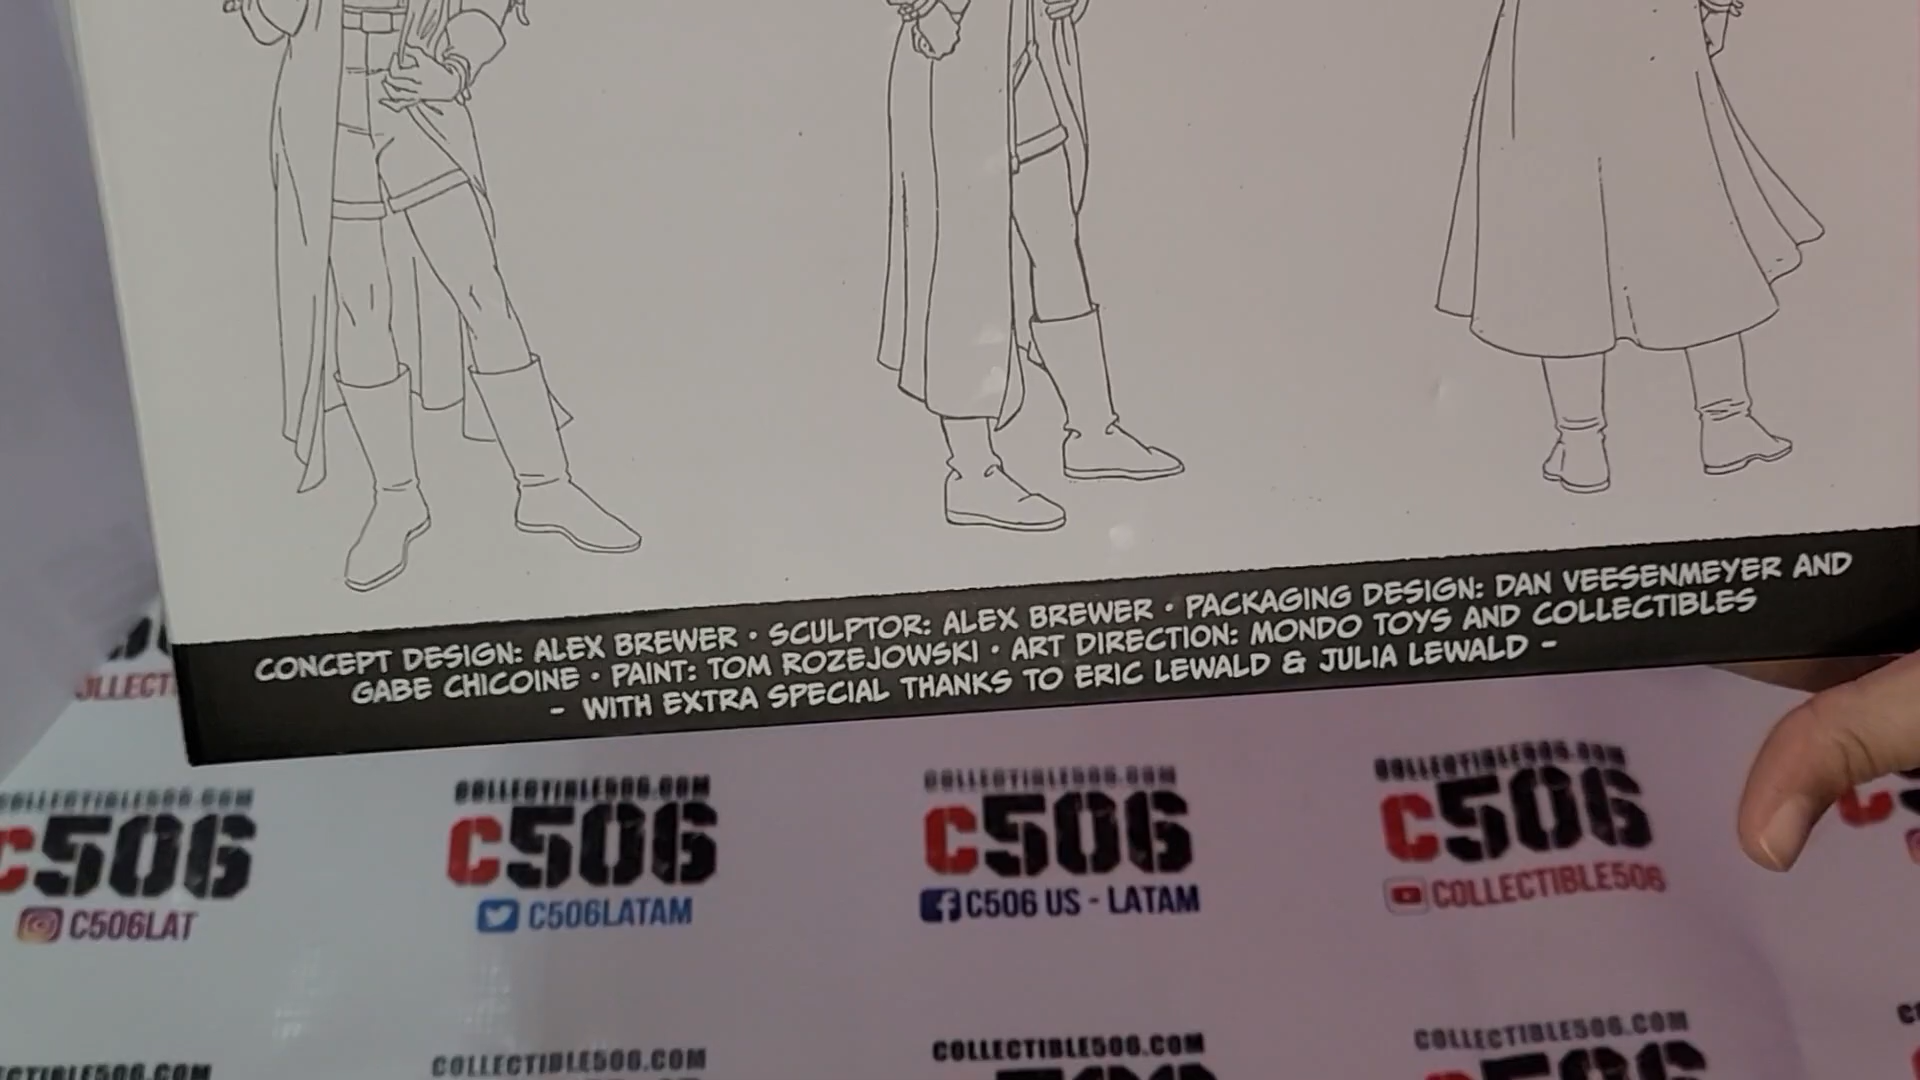 CONCEPT DESIGN: ALEX BREWER • SCULPTOR: ALEX BREWER • PACKAGING DESIGN: DAN VEESENMEYER AND
GABE CHICOINE • PAINT: TOM ROZEJOWSKI • ART DIRECTION: MONDO TOYS AND COLLECTIBLES
- WITH EXTRA SPECIAL THANKS TO ERIC LEWALD & JULIA LEWALD -
COLLECTIBLE506.COM
C506
C506LAT
COLLECTIBLE506.COM
C506
C506LATAM
COLLECTIBLE506.COM
C506
C506 US - LATAM
COLLECTIBLE506.COM
C506
COLLECTIBLE506
COLLECTIBLE506.COM
COLLECTIBLE506.COM
COLLECTIBLE506.COM